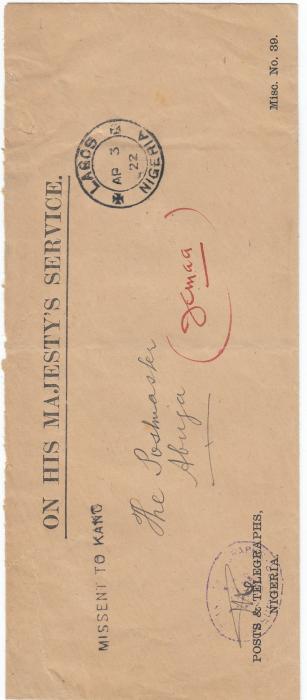 Misc. No. 39.
ON HIS MAJESTY'S SERVICE.
LAGOS
AP 3
22
NIGERIA
MISSENT TO KANO
The Postmaster
Abuja
(Jemaa)
POSTS & TELEGRAPHS,
NIGERIA.